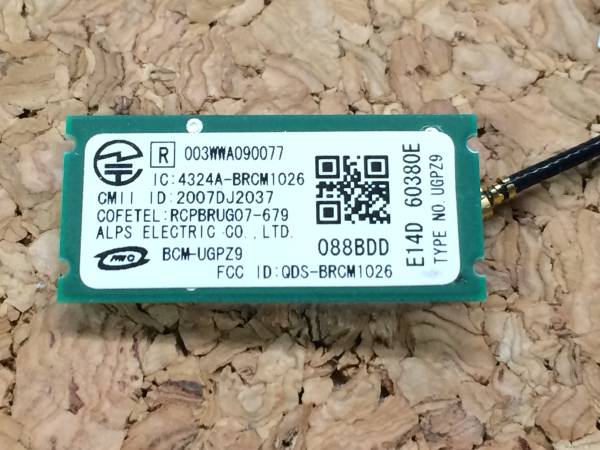 R 003WWA090077
IC:4324A-BRCM1026
CMII ID:2007DJ2037
COFETEL:RCPBRUG07-679
ALPS ELECTRIC CO.,LTD.
BCM-UGPZ9
FCC ID:QDS-BRCM1026
088BDD
E14D 60380E
TYPE NO. UGPZ9